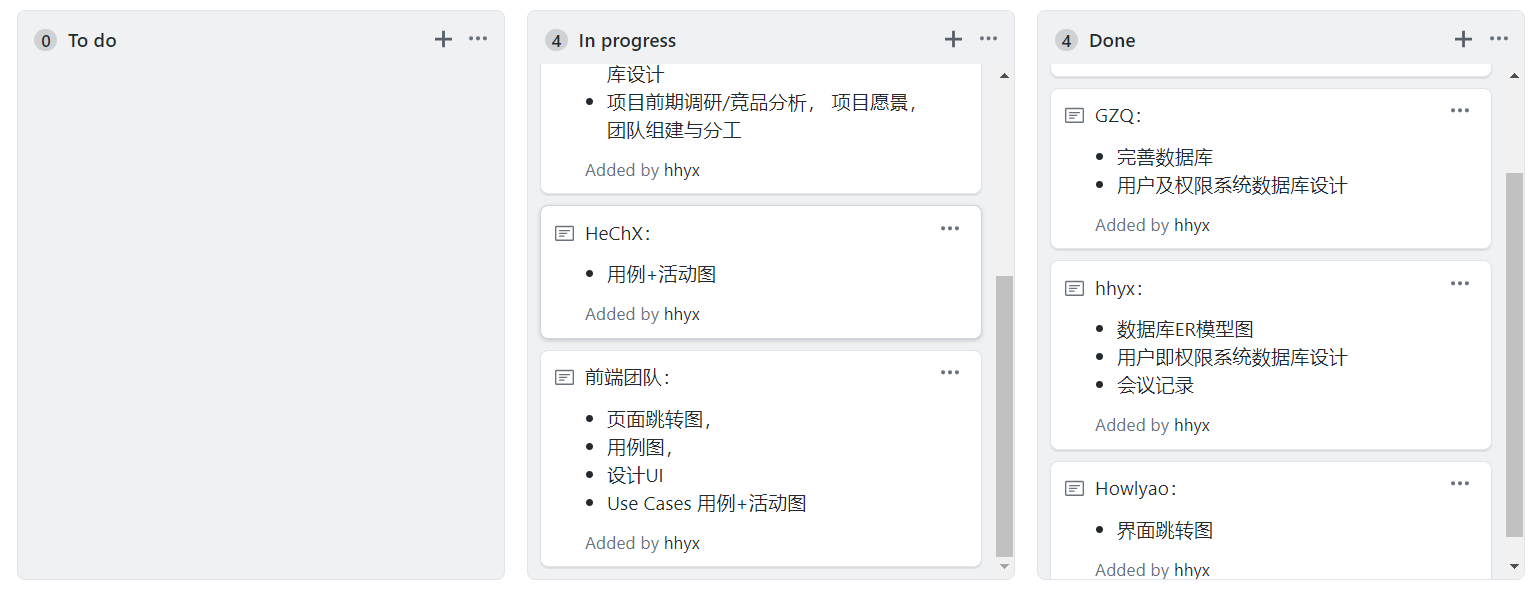 0 To do
4 In progress
库设计
项目前期调研/竞品分析， 项目愿景，
团队组建与分工
Added by hhyx
HeChX：
用例+活动图
Added by hhyx
前端团队：
页面跳转图，
用例图，
设计UI
Use Cases 用例+活动图
Added by hhyx
4 Done
GZQ：
完善数据库
用户及权限系统数据库设计
Added by hhyx
hhyx：
数据库ER模型图
用户即权限系统数据库设计
会议记录
Added by hhyx
Howlyao：
界面跳转图
Added by hhyx